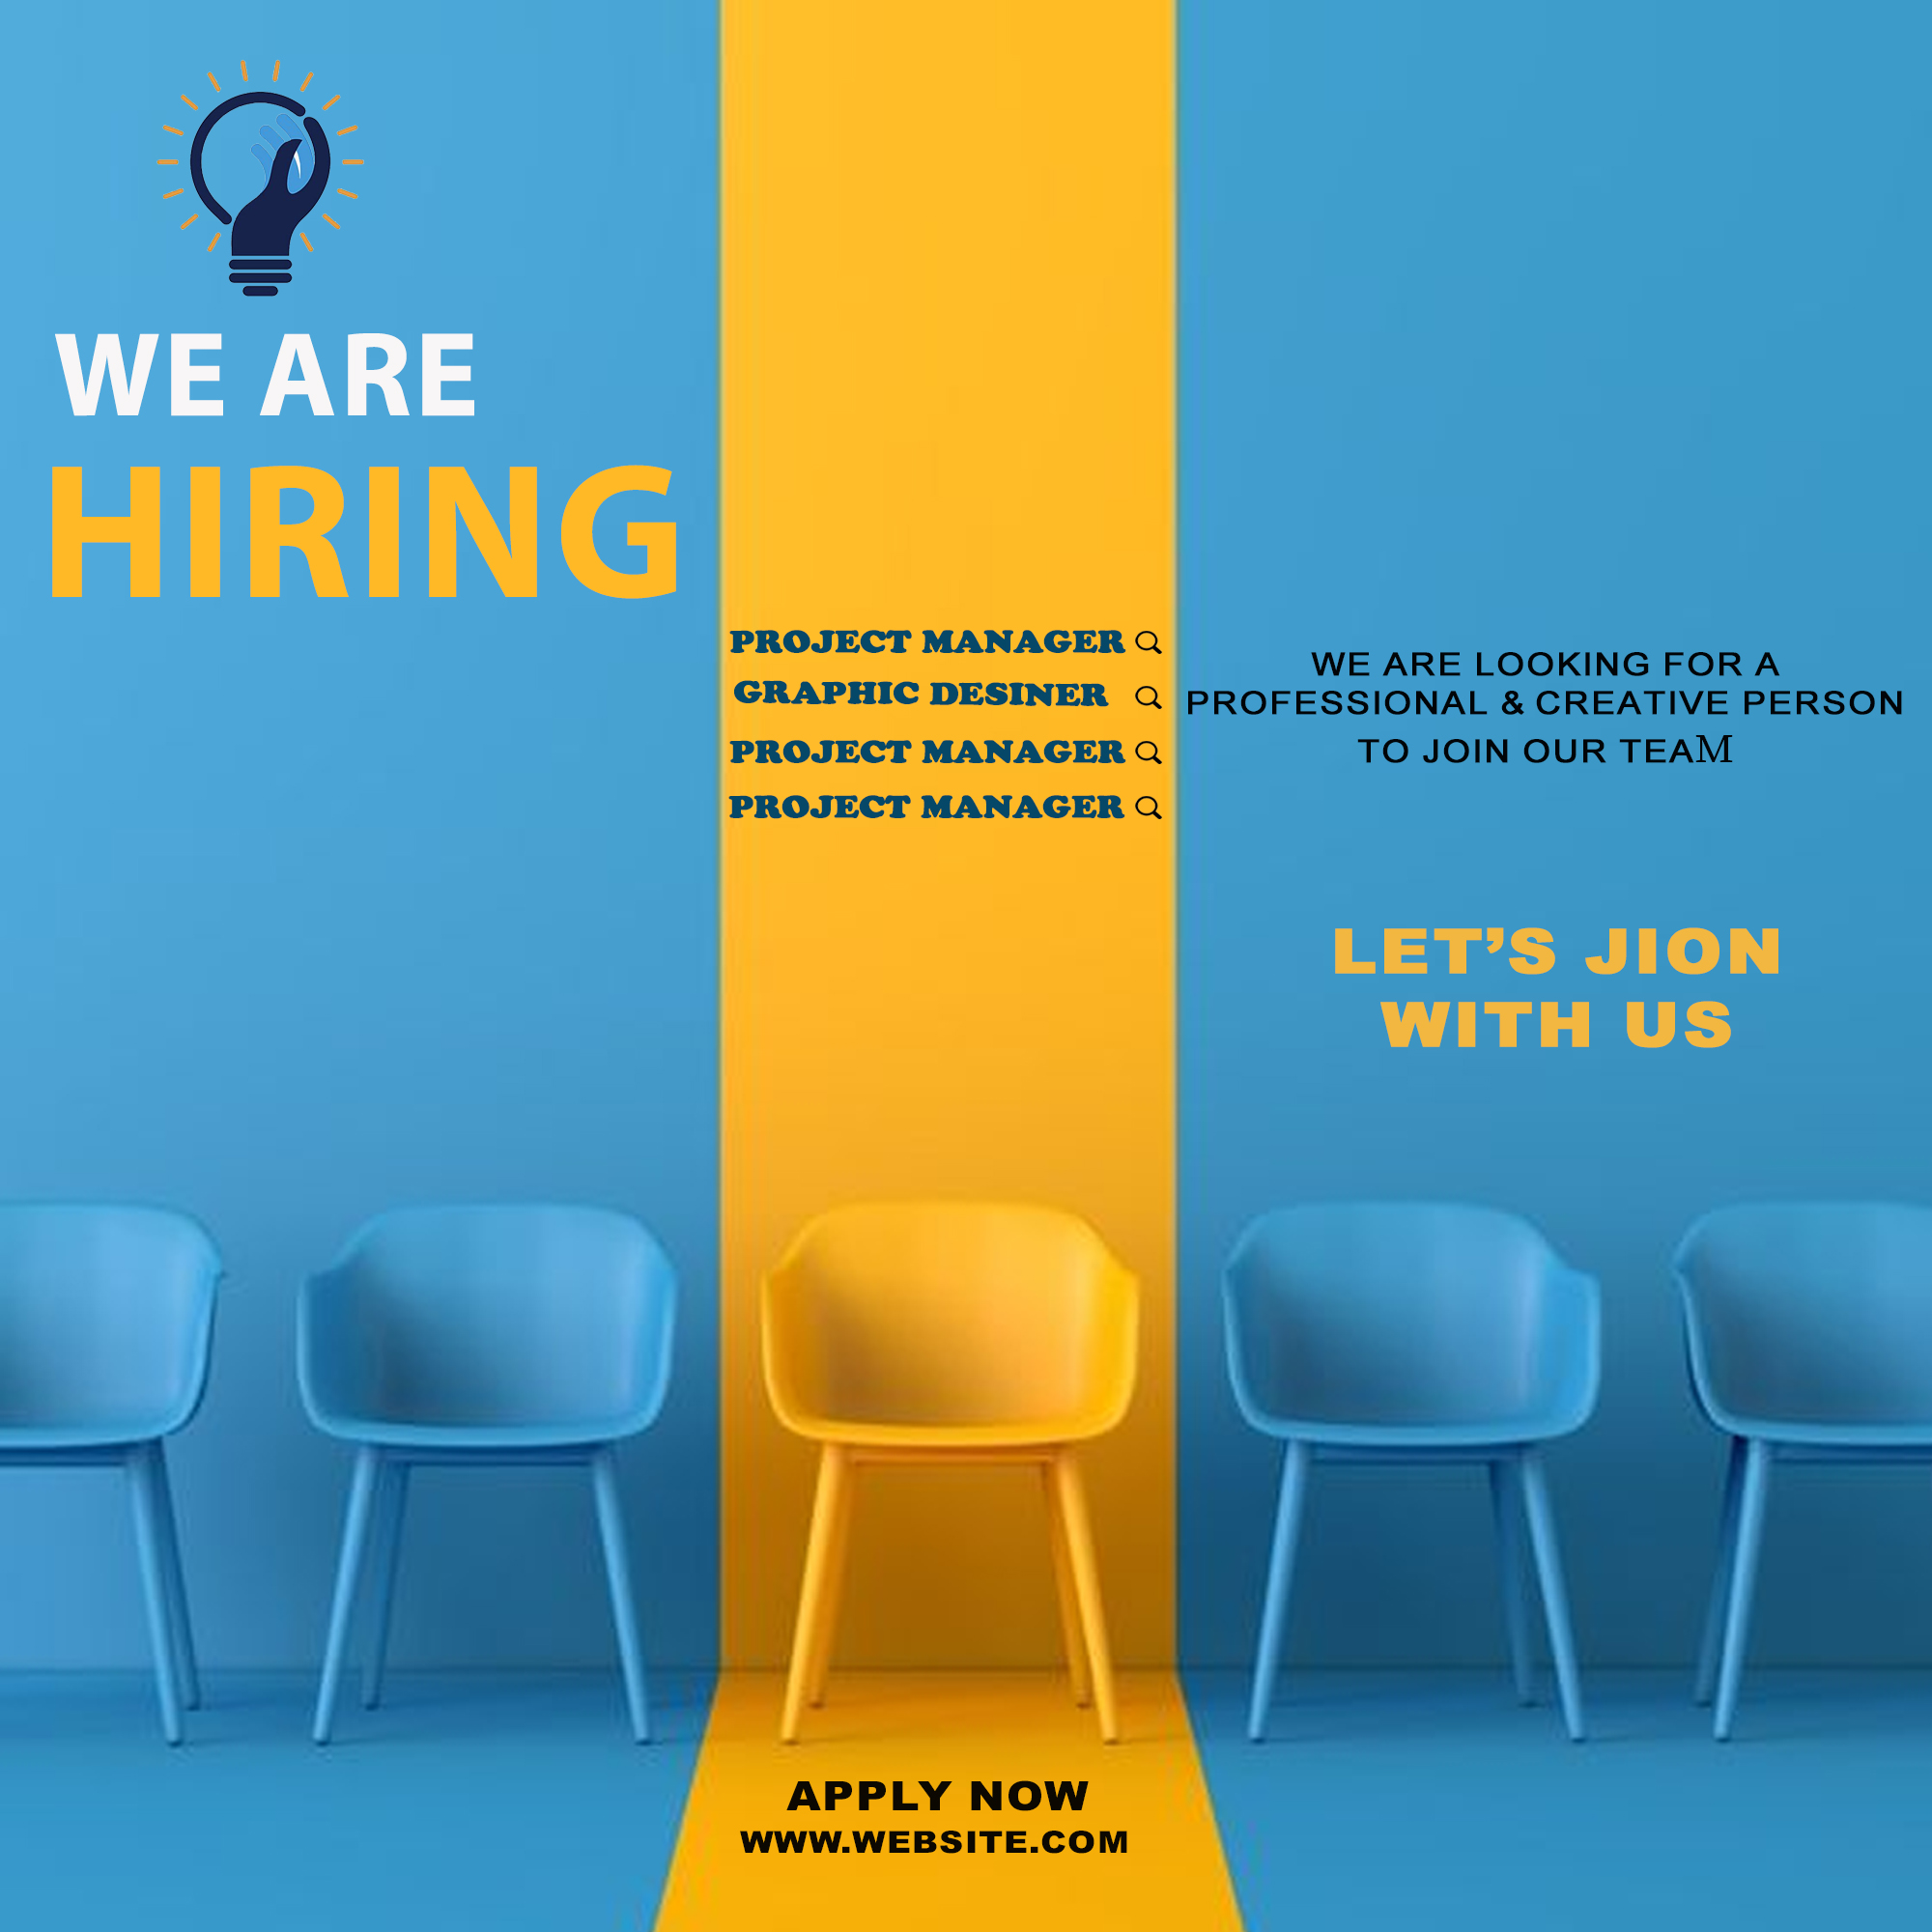 WE ARE
HIRING
PROJECT MANAGER
GRAPHIC DESINER
PROJECT MANAGER
PROJECT MANAGER
WE ARE LOOKING FOR A
PROFESSIONAL & CREATIVE PERSON
TO JOIN OUR TEAM
LET'S JION
WITH US
APPLY NOW
WWW.WEBSITE.COM